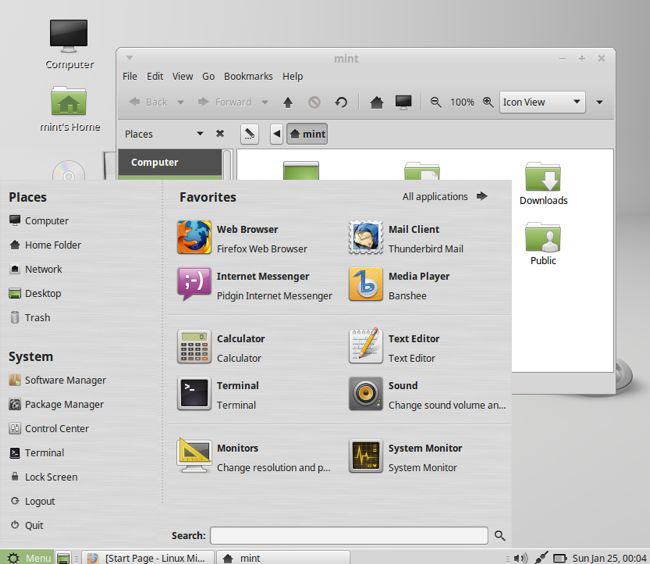 Computer
mint's Home
mint
File Edit View Go Bookmarks Help
Back Forward 100% Icon View
Places mint
Computer
Downloads
Public
Places
Computer
Home Folder
Network
Desktop
Trash
System
Software Manager
Package Manager
Control Center
Terminal
Lock Screen
Logout
Quit
Favorites All applications
Web Browser
Firefox Web Browser
Mail Client
Thunderbird Mail
Internet Messenger
Pidgin Internet Messenger
Media Player
Banshee
Calculator
Calculator
Text Editor
Text Editor
Terminal
Terminal
Sound
Change sound volume an...
Monitors
Change resolution and p...
System Monitor
System Monitor
Search:
Menu [Start Page - Linux Mi... mint Sun Jan 25, 00:04